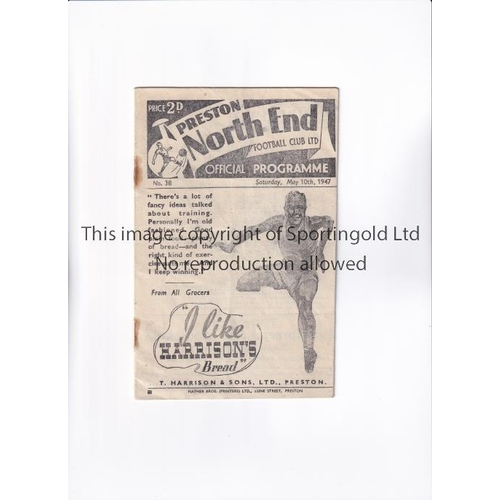 PRICE 2D
PRESTON
North End
FOOTBALL CLUB LTD
OFFICIAL PROGRAMME
No. 38
Saturday, May 10th, 1947
"There's a lot of
fancy ideas talked
about training.
Personally I'm old
This image copyright of Sportingold Ltd
of bread—and the
right kind of exer-
No reproduction allowed
I keep winning."
From All Grocers
"I like
HARRISON'S
Bread"
T. HARRISON & SONS, LTD., PRESTON.